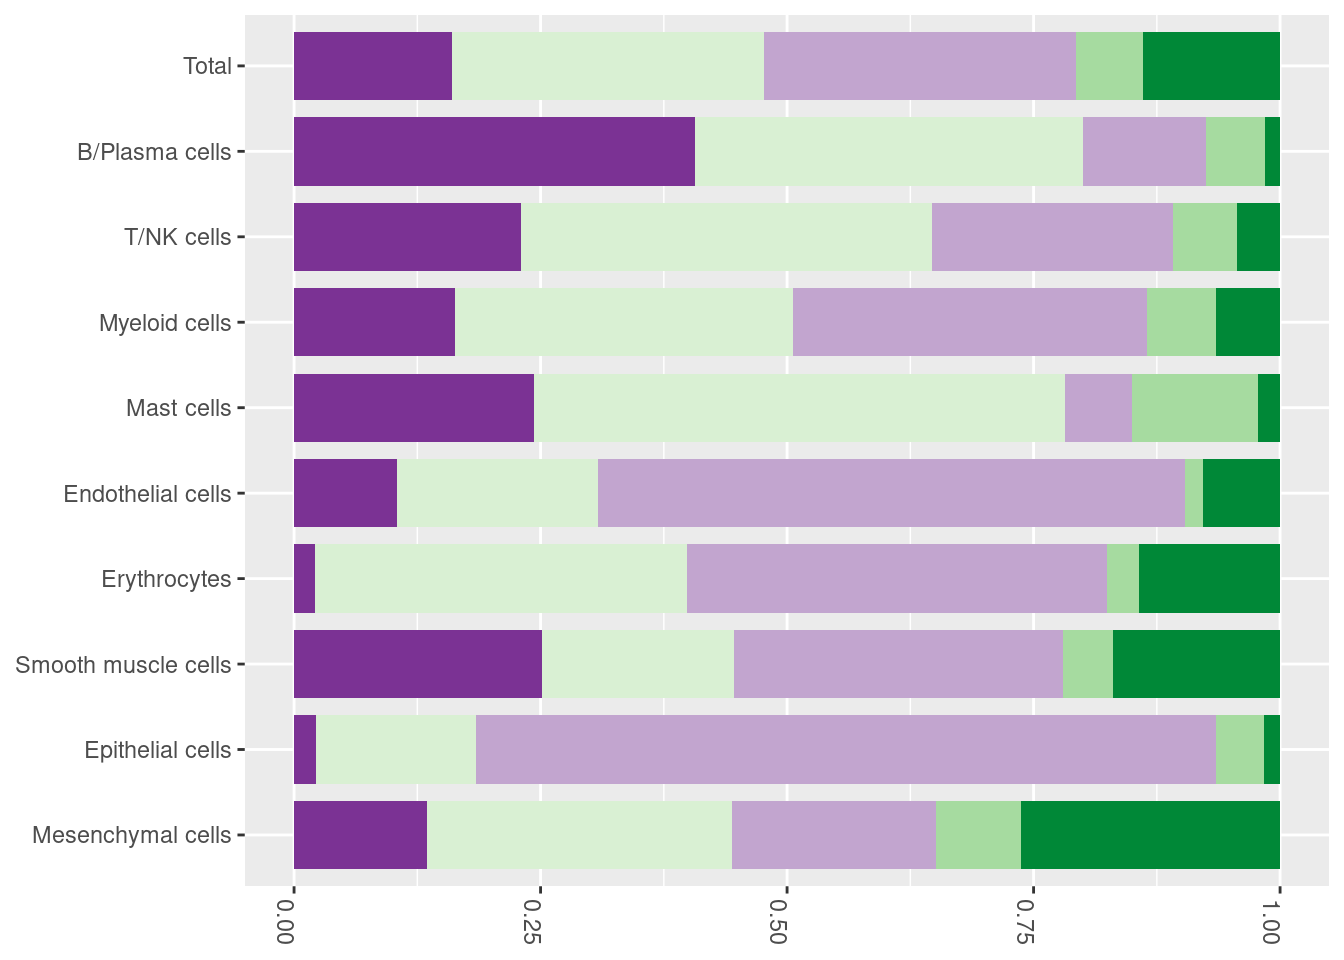 Total
B/Plasma cells
T/NK cells
Myeloid cells
Mast cells
Endothelial cells
Erythrocytes
Smooth muscle cells
Epithelial cells
Mesenchymal cells
0.00
0.25
0.50
0.75
1.00